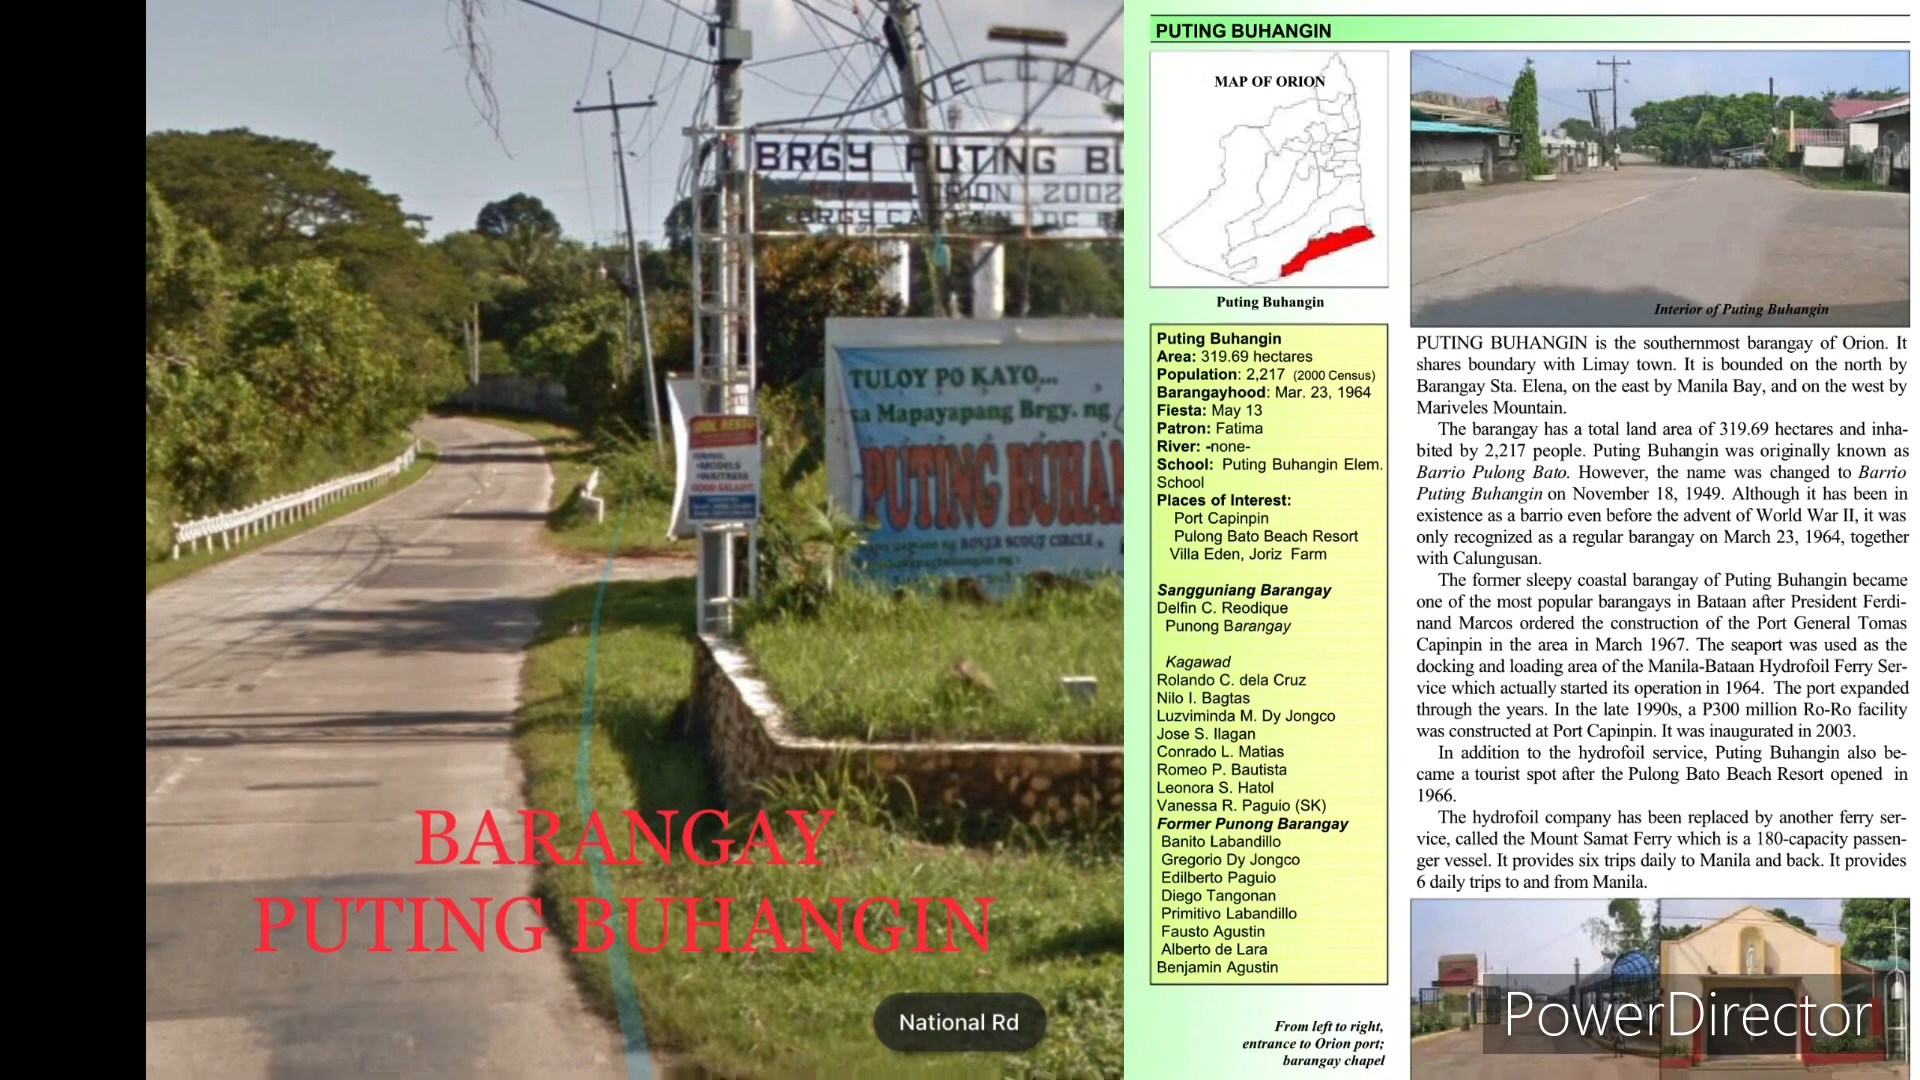 WELCOM
BRGY PUTING BU
ORION 2002
BRGY CAPTAIN
TULOY PO KAYO...
sa Mapayapang Brgy. ng
PUTING BUHAN
ROVER SCOUT CIRCLE,
IDOL RESTO
HIRING:
•MODELS
•WAITRESS
GOOD SALARY!
BARANGAY
PUTING BUHANGIN
National Rd
PUTING BUHANGIN
MAP OF ORION
Puting Buhangin
Puting Buhangin
Area: 319.69 hectares
Population: 2,217 (2000 Census)
Barangayhood: Mar. 23, 1964
Fiesta: May 13
Patron: Fatima
River: -none-
School: Puting Buhangin Elem.
School
Places of Interest:
Port Capinpin
Pulong Bato Beach Resort
Villa Eden, Joriz Farm
Sangguniang Barangay
Delfin C. Reodique
Punong Barangay
Kagawad
Rolando C. dela Cruz
Nilo I. Bagtas
Luzviminda M. Dy Jongco
Jose S. Ilagan
Conrado L. Matias
Romeo P. Bautista
Leonora S. Hatol
Vanessa R. Paguio (SK)
Former Punong Barangay
Banito Labandillo
Gregorio Dy Jongco
Edilberto Paguio
Diego Tangonan
Primitivo Labandillo
Fausto Agustin
Alberto de Lara
Benjamin Agustin
From left to right,
entrance to Orion port;
barangay chapel
Interior of Puting Buhangin
PUTING BUHANGIN is the southernmost barangay of Orion. It
shares boundary with Limay town. It is bounded on the north by
Barangay Sta. Elena, on the east by Manila Bay, and on the west by
Mariveles Mountain.
The barangay has a total land area of 319.69 hectares and inha-
bited by 2,217 people. Puting Buhangin was originally known as
Barrio Pulong Bato. However, the name was changed to Barrio
Puting Buhangin on November 18, 1949. Although it has been in
existence as a barrio even before the advent of World War II, it was
only recognized as a regular barangay on March 23, 1964, together
with Calungusan.
The former sleepy coastal barangay of Puting Buhangin became
one of the most popular barangays in Bataan after President Ferdi-
nand Marcos ordered the construction of the Port General Tomas
Capinpin in the area in March 1967. The seaport was used as the
docking and loading area of the Manila-Bataan Hydrofoil Ferry Ser-
vice which actually started its operation in 1964. The port expanded
through the years. In the late 1990s, a P300 million Ro-Ro facility
was constructed at Port Capinpin. It was inaugurated in 2003.
In addition to the hydrofoil service, Puting Buhangin also be-
came a tourist spot after the Pulong Bato Beach Resort opened in
1966.
The hydrofoil company has been replaced by another ferry ser-
vice, called the Mount Samat Ferry which is a 180-capacity passen-
ger vessel. It provides six trips daily to Manila and back. It provides
6 daily trips to and from Manila.
PowerDirector